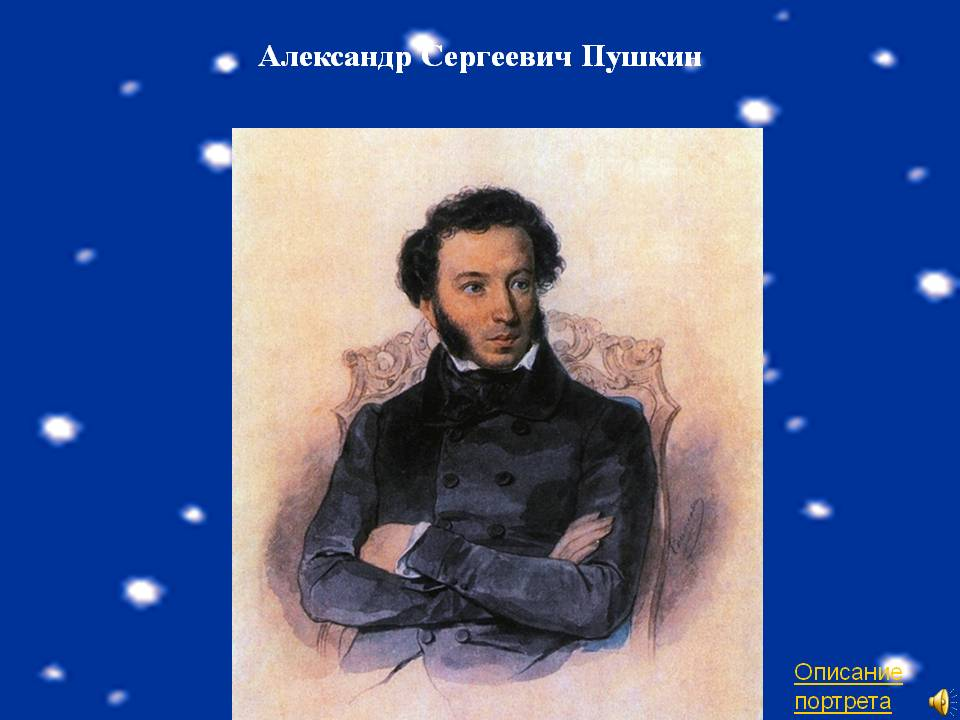 Александр Сергеевич Пушкин
Описание
портрета